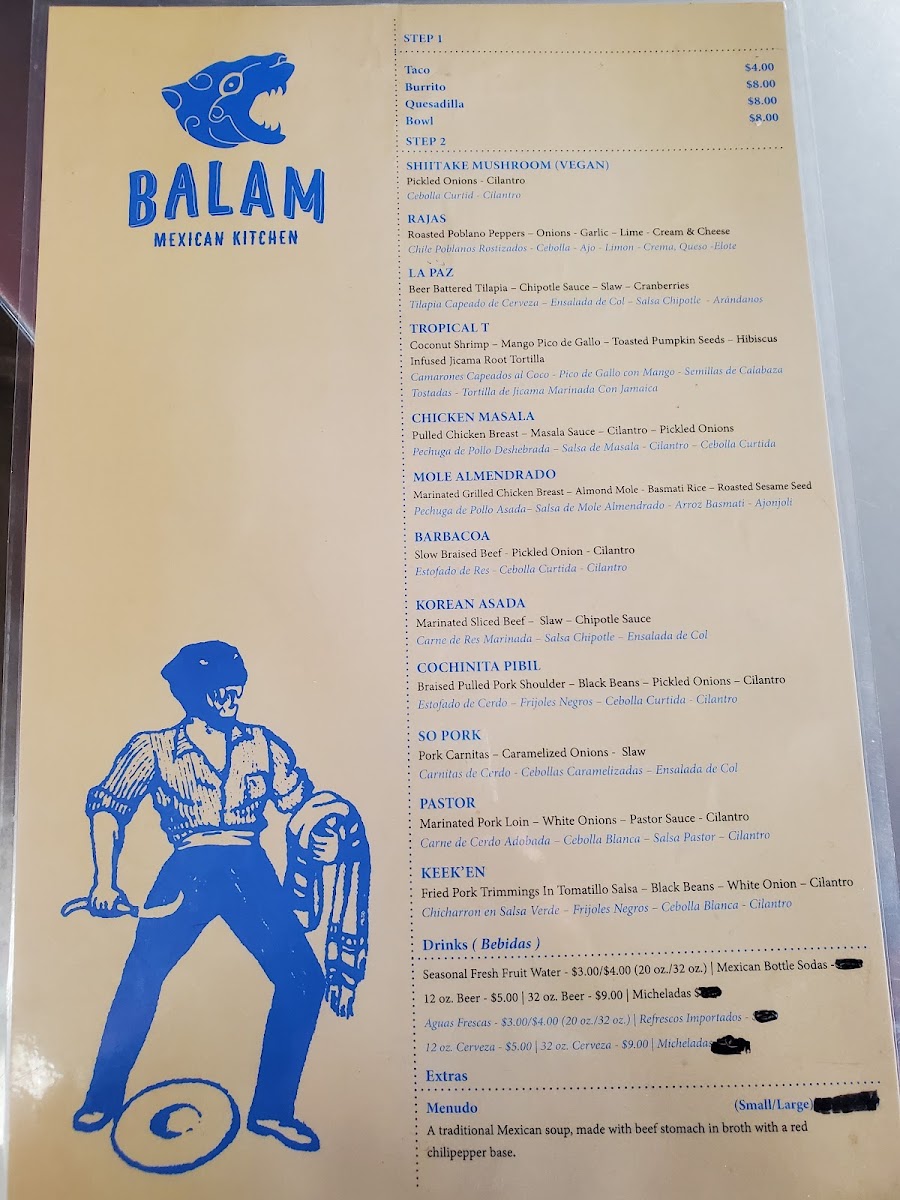 BALAM
MEXICAN KITCHEN
STEP 1
Taco $4.00
Burrito $8.00
Quesadilla $8.00
Bowl $8.00
STEP 2
SHIITAKE MUSHROOM (VEGAN)
Pickled Onions - Cilantro
Cebolla Curtid - Cilantro
RAJAS
Roasted Poblano Peppers – Onions - Garlic – Lime - Cream & Cheese
Chile Poblanos Rostizados - Cebolla - Ajo - Limon - Crema, Queso -Elote
LA PAZ
Beer Battered Tilapia – Chipotle Sauce – Slaw – Cranberries
Tilapia Capeado de Cerveza – Ensalada de Col – Salsa Chipotle - Arándanos
TROPICAL T
Coconut Shrimp – Mango Pico de Gallo – Toasted Pumpkin Seeds – Hibiscus
Infused Jicama Root Tortilla
Camarones Capeados al Coco - Pico de Gallo con Mango - Semillas de Calabaza
Tostadas - Tortilla de Jicama Marinada Con Jamaica
CHICKEN MASALA
Pulled Chicken Breast – Masala Sauce – Cilantro – Pickled Onions
Pechuga de Pollo Deshebrada – Salsa de Masala - Cilantro – Cebolla Curtida
MOLE ALMENDRADO
Marinated Grilled Chicken Breast – Almond Mole - Basmati Rice – Roasted Sesame Seed
Pechuga de Pollo Asada– Salsa de Mole Almendrado - Arroz Basmati - Ajonjoli
BARBACOA
Slow Braised Beef - Pickled Onion - Cilantro
Estofado de Res - Cebolla Curtida - Cilantro
KOREAN ASADA
Marinated Sliced Beef – Slaw – Chipotle Sauce
Carne de Res Marinada – Salsa Chipotle – Ensalada de Col
COCHINITA PIBIL
Braised Pulled Pork Shoulder – Black Beans – Pickled Onions – Cilantro
Estofado de Cerdo – Frijoles Negros – Cebolla Curtida - Cilantro
SO PORK
Pork Carnitas – Caramelized Onions - Slaw
Carnitas de Cerdo - Cebollas Caramelizadas – Ensalada de Col
PASTOR
Marinated Pork Loin – White Onions – Pastor Sauce - Cilantro
Carne de Cerdo Adobada – Cebolla Blanca – Salsa Pastor – Cilantro
KEEK'EN
Fried Pork Trimmings In Tomatillo Salsa – Black Beans – White Onion – Cilantro
Chicharron en Salsa Verde – Frijoles Negros – Cebolla Blanca - Cilantro
Drinks ( Bebidas )
Seasonal Fresh Fruit Water - $3.00/$4.00 (20 oz./32 oz.) | Mexican Bottle Sodas -
12 oz. Beer - $5.00 | 32 oz. Beer - $9.00 | Micheladas $
Aguas Frescas - $3.00/$4.00 (20 oz./32 oz.) | Refrescos Importados -
12 oz. Cerveza - $5.00 | 32 oz. Cerveza - $9.00 | Micheladas
Extras
Menudo (Small/Large)
A traditional Mexican soup, made with beef stomach in broth with a red
chilipepper base.